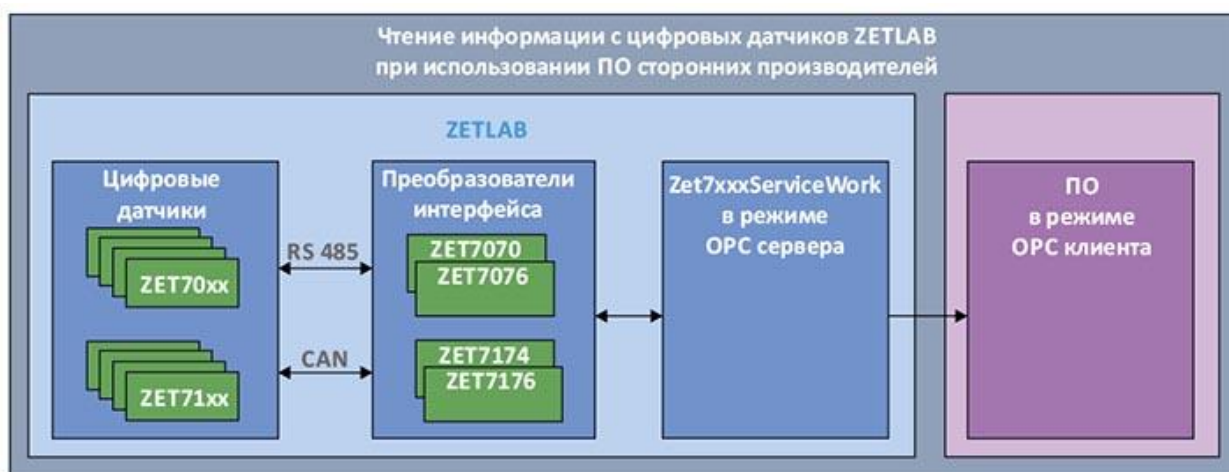 Чтение информации с цифровых датчиков ZETLAB
при использовании ПО сторонних производителей
ZETLAB
Цифровые
датчики
ZET70xx
ZET71xx
RS 485
CAN
Преобразователи
интерфейса
ZET7070
ZET7076
ZET7174
ZET7176
Zet7xxxServiceWork
в режиме
OPC сервера
ПО
в режиме
OPC клиента